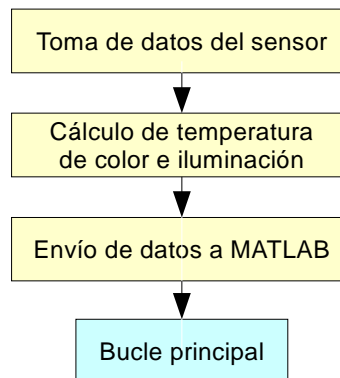 Toma de datos del sensor
Cálculo de temperatura
de color e iluminación
Envío de datos a MATLAB
Bucle principal